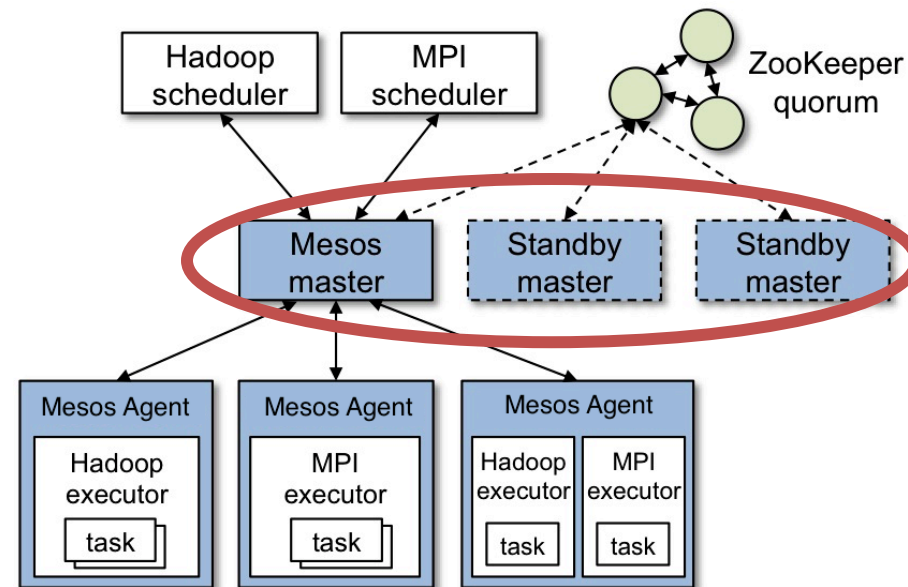 Hadoop
scheduler
MPI
scheduler
ZooKeeper
quorum
Mesos
master
Standby
master
Standby
master
Mesos Agent
Hadoop
executor
task
Mesos Agent
MPI
executor
task
Mesos Agent
Hadoop
executor
task
MPI
executor
task